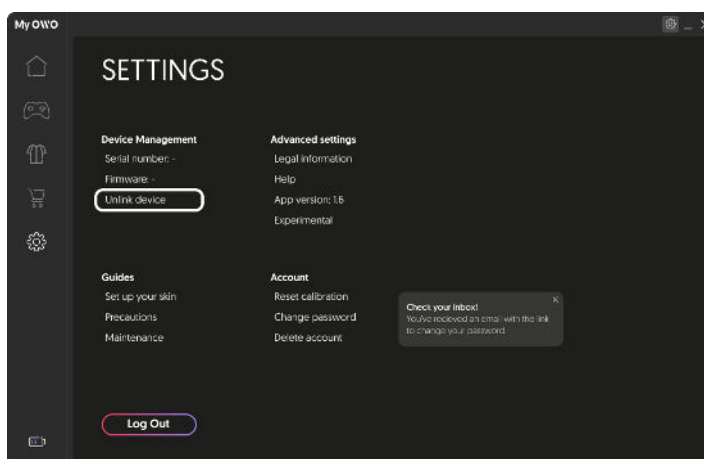 My OWO
SETTINGS
Device Management
Serial number: -
Firmware: -
Unlink device
Advanced settings
Legal information
Help
App version: 1.6
Experimental
Guides
Set up your skin
Precautions
Maintenance
Account
Reset calibration
Change password
Delete account
Check your inbox!
You've recieved an email with the link
to change your password.
Log Out